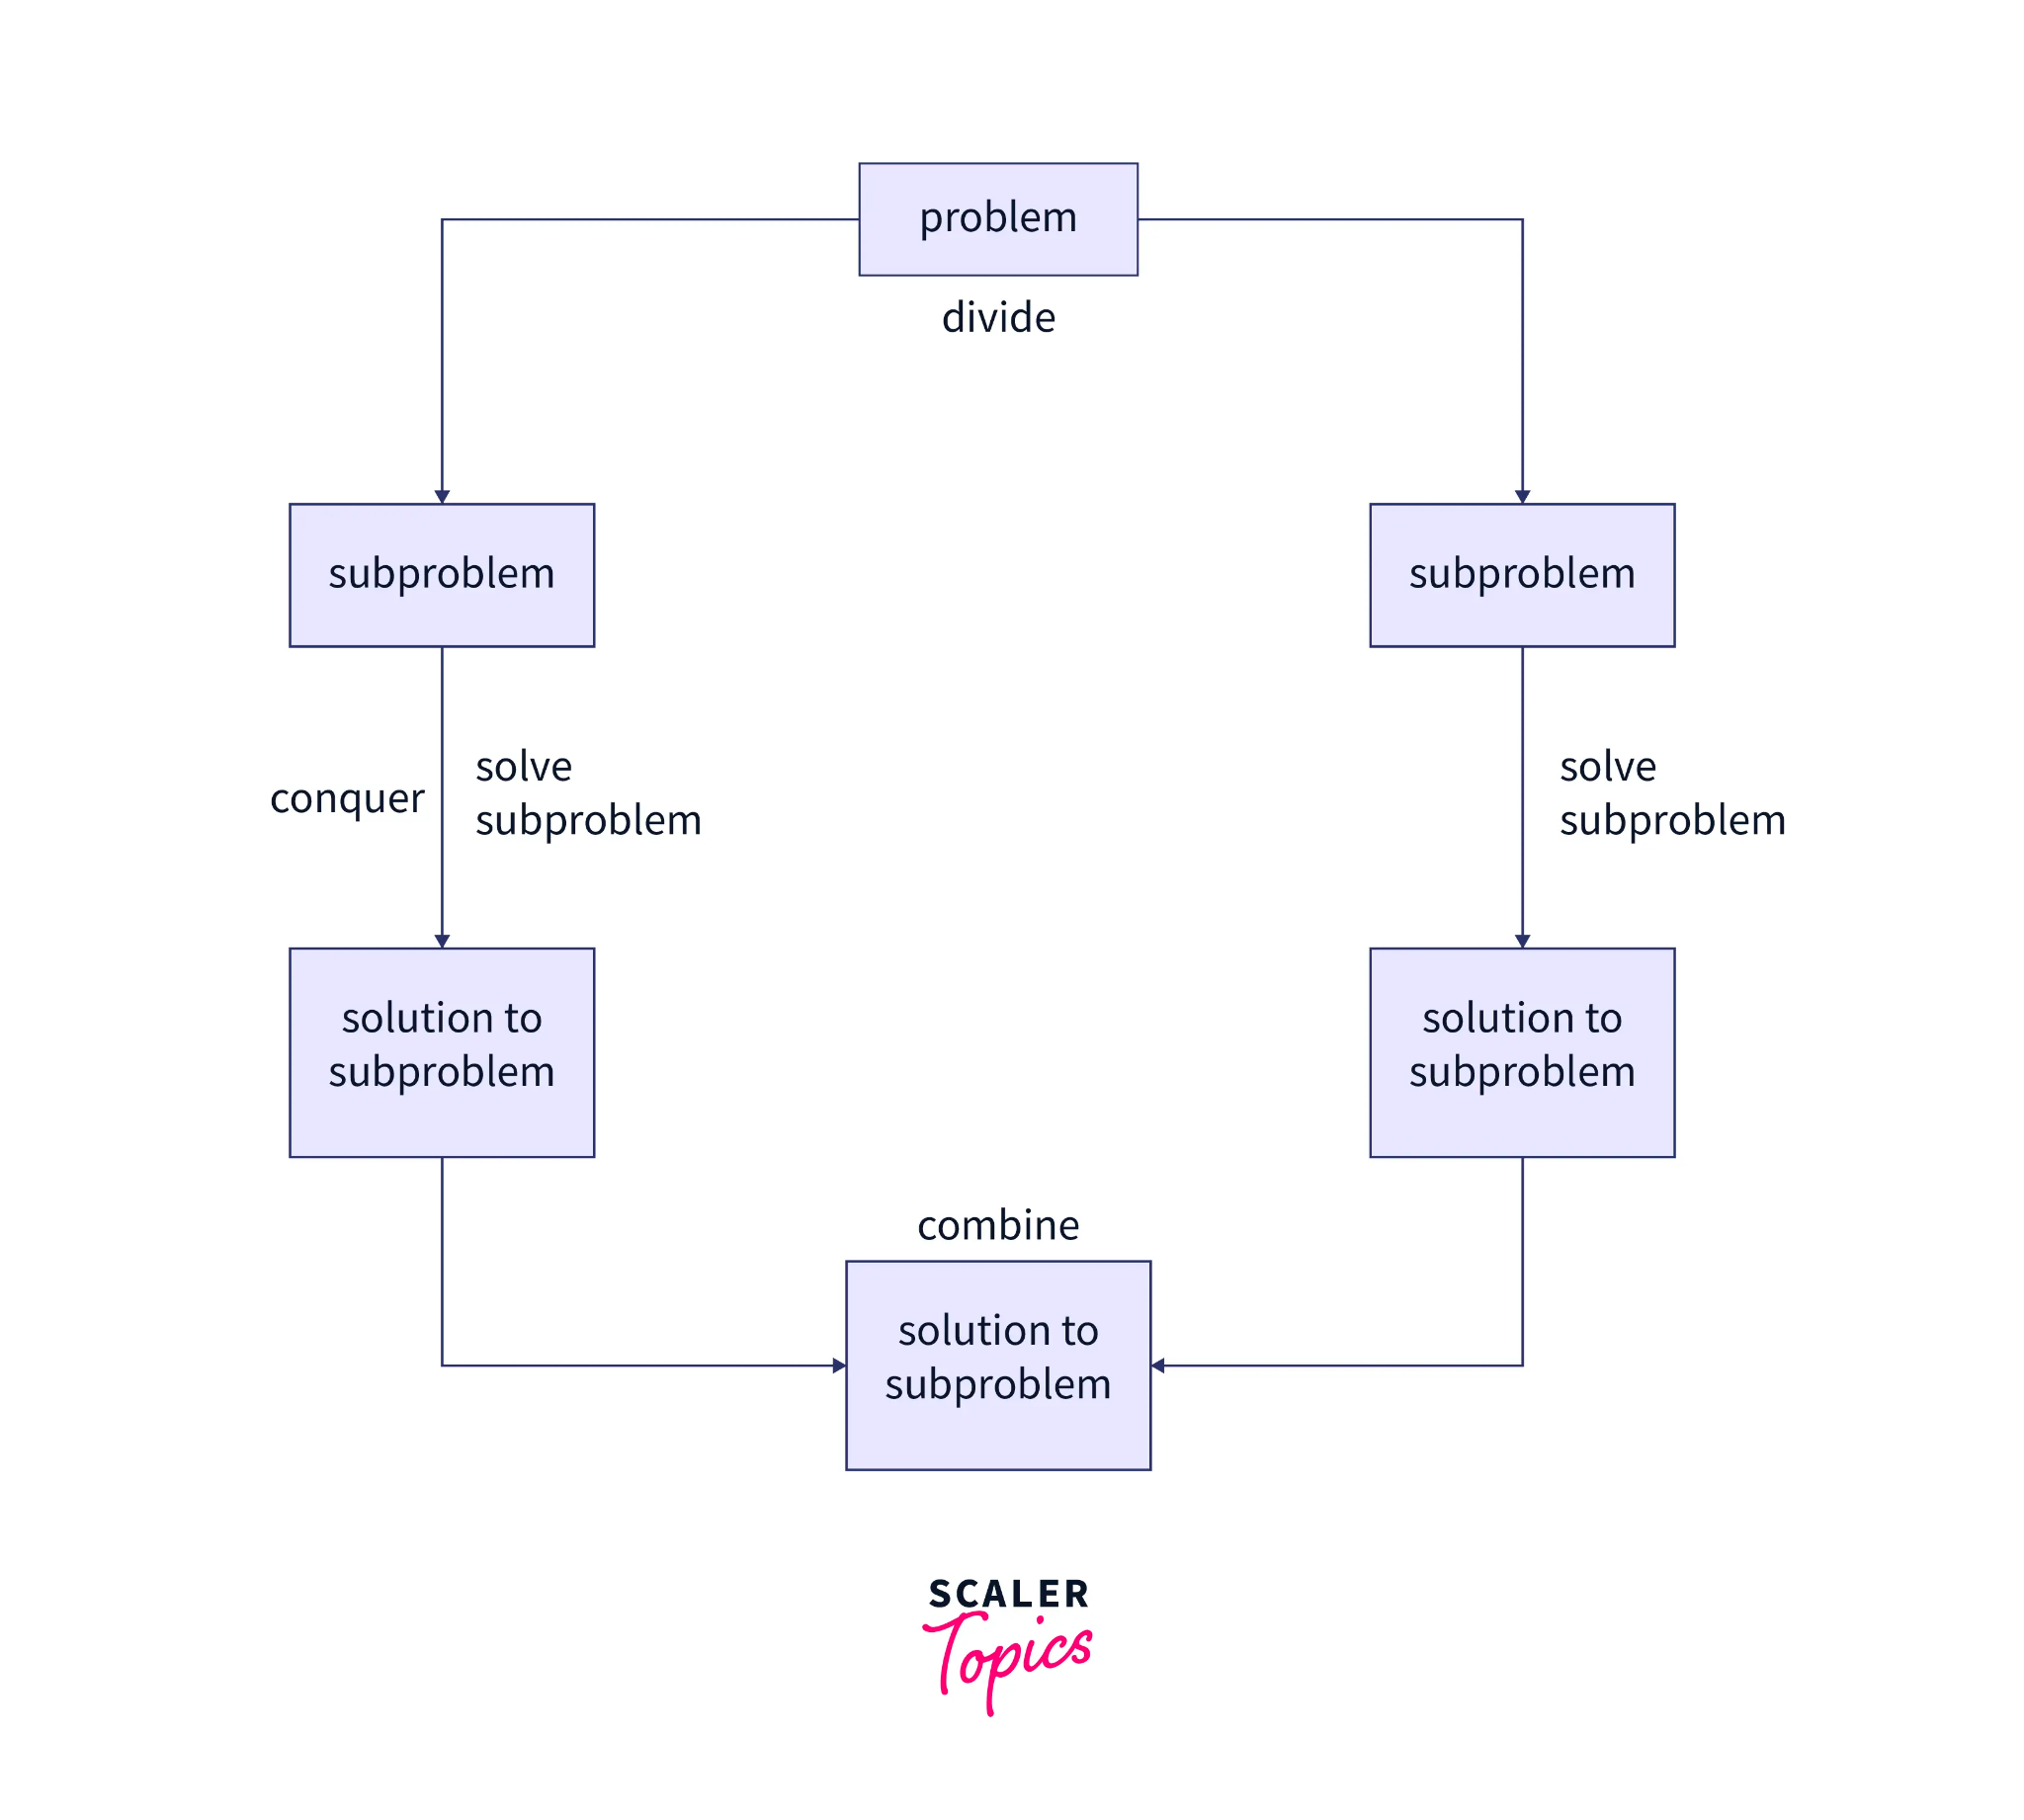 problem
divide
subproblem
subproblem
conquer
solve
subproblem
solve
subproblem
solution to
subproblem
solution to
subproblem
combine
solution to
subproblem
SCALER
Topics